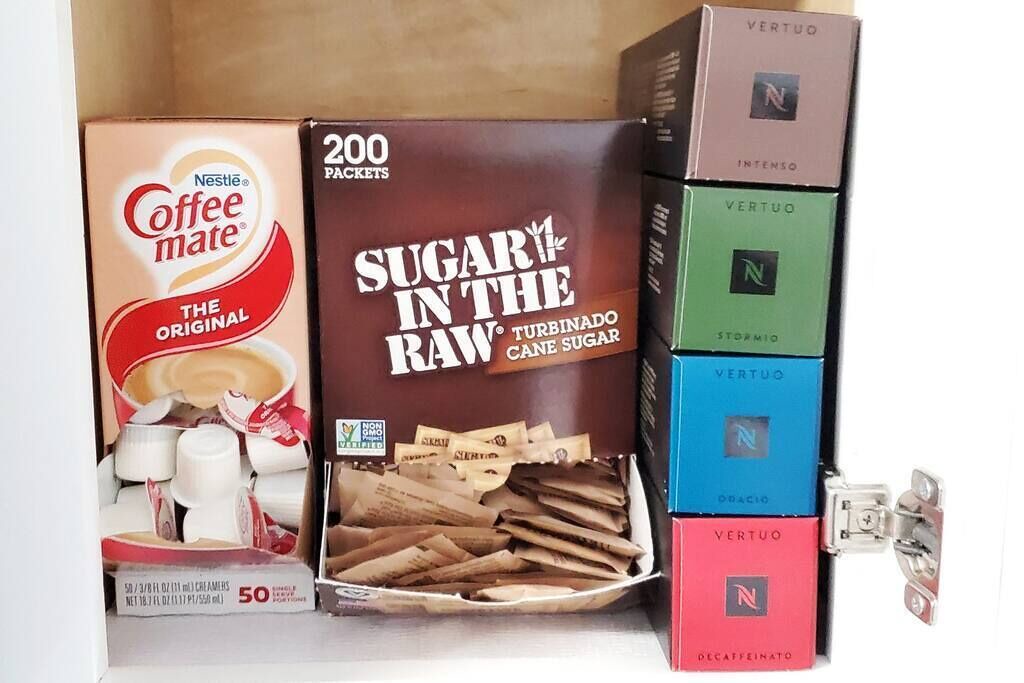 Nestlé®
Coffee
mate®
THE
ORIGINAL
50 / 3/8 FL OZ (11 mL) CREAMERS
NET 18.7 FL OZ (1.17 PT/550 mL)
50 SINGLE
SERVE
PORTIONS
200
PACKETS
SUGAR
IN THE
RAW®
TURBINADO
CANE SUGAR
NON
GMO
Project
VERIFIED
SUGAR
VERTUO
N
INTENSO
VERTUO
N
STORMIO
VERTUO
N
ODACIO
VERTUO
N
DECAFFEINATO